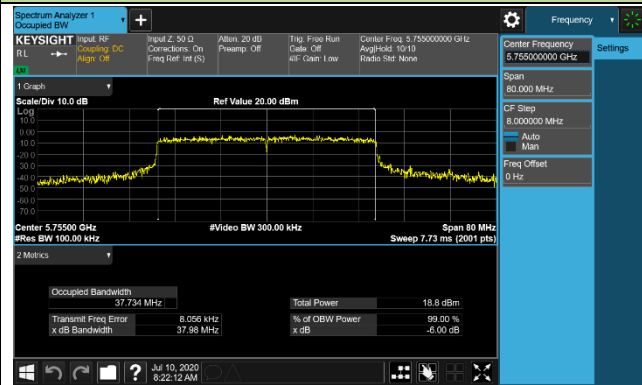 Spectrum Analyzer 1
Occupied BW
Frequency
KEYSIGHT
RL
LNI
Input: RF
Coupling: DC
Align: Off
Input Z: 50 Ω
Corrections: On
Freq Ref: Int (S)
Atten: 20 dB
Preamp: Off
Trig: Free Run
Gate: Off
#IF Gain: Low
Center Freq: 5.755000000 GHz
Avg|Hold: 10/10
Radio Std: None
Center Frequency
5.755000000 GHz
Settings
Span
80.000 MHz
CF Step
8.000000 MHz
Auto
Man
Freq Offset
0 Hz
1 Graph
Scale/Div 10.0 dB
Ref Value 20.00 dBm
Log
10.0
0.00
-10.0
-20.0
-30.0
-40.0
-50.0
-60.0
-70.0
Center 5.75500 GHz
#Video BW 300.00 kHz
Span 80 MHz
#Res BW 100.00 kHz
Sweep 7.73 ms (2001 pts)
2 Metrics
Occupied Bandwidth
37.734 MHz
Total Power 18.8 dBm
Transmit Freq Error 8.056 kHz
% of OBW Power 99.00 %
x dB Bandwidth 37.98 MHz
x dB -6.00 dB
Jul 10, 2020
8:22:12 AM